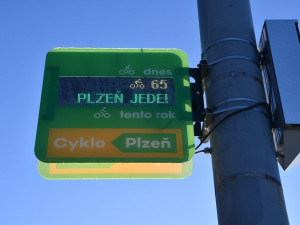 dnes
65
PLZEŇ JEDE!
tento rok
Cyklo Plzeň